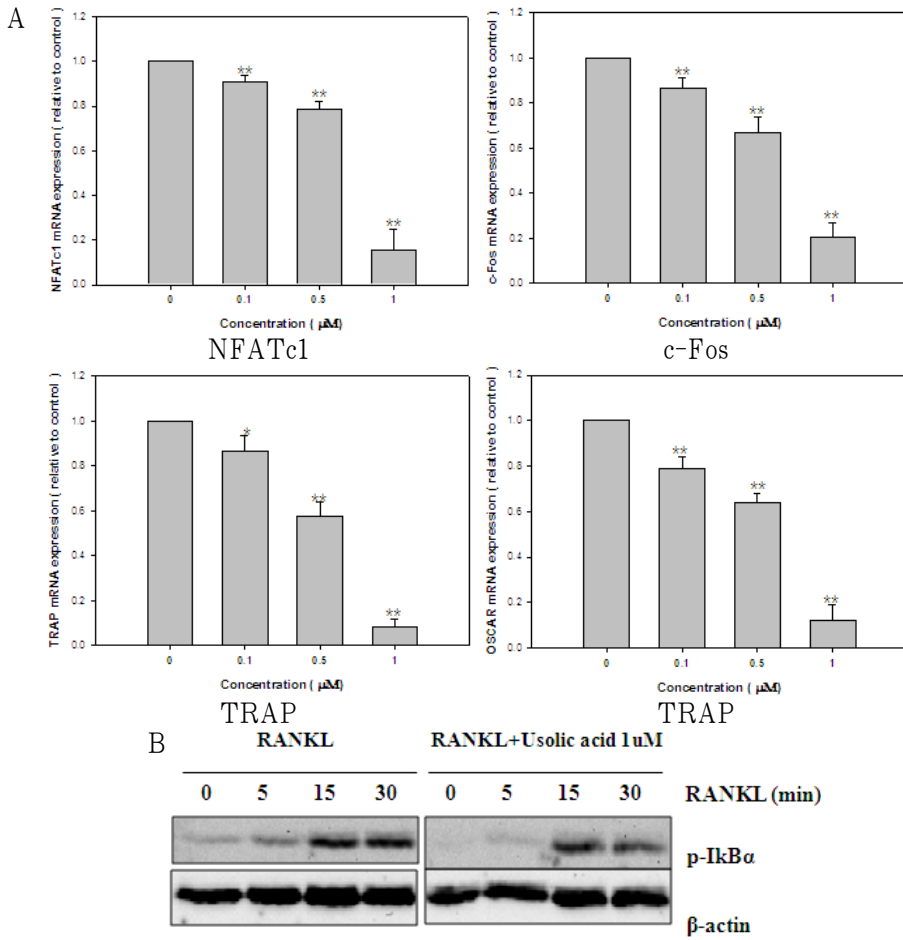 A
NFATc1 mRNA expression ( relative to control )
1.2
1.0
0.8
0.6
0.4
0.2
0.0
**
**
**
0 0.1 0.5 1
Concentration ( μM)
NFATc1
c-Fos mRNA expression ( relative to control )
1.2
1.0
0.8
0.6
0.4
0.2
0.0
**
**
**
0 0.1 0.5 1
Concentration ( μM)
c-Fos
TRAP mRNA expression ( relative to control )
1.2
1.0
0.8
0.6
0.4
0.2
0.0
*
**
**
0 0.1 0.5 1
Concentration ( μM)
TRAP
OSCAR mRNA expression ( relative to control )
1.2
1.0
0.8
0.6
0.4
0.2
0.0
**
**
**
0 0.1 0.5 1
Concentration ( μM)
TRAP
B
RANKL RANKL+Usolic acid 1uM
0 5 15 30 0 5 15 30 RANKL (min)
p-IkBα
β-actin